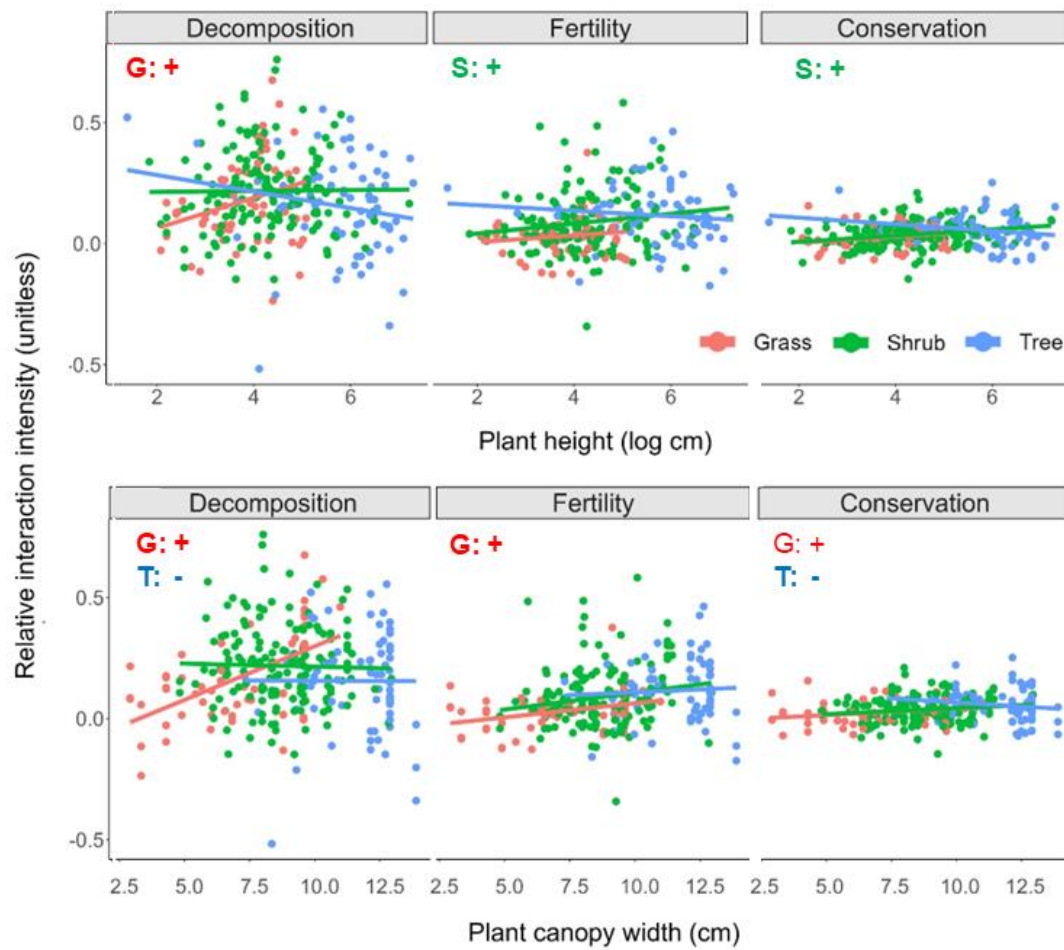 Decomposition Fertility Conservation
G: + S: + S: +
0.5
0.0
-0.5
Grass Shrub Tree
2 4 6 2 4 6 2 4 6
Plant height (log cm)
Relative interaction intensity (unitless)
Decomposition Fertility Conservation
G: + G: + G: +
T: - T: -
0.5
0.0
-0.5
2.5 5.0 7.5 10.0 12.5 2.5 5.0 7.5 10.0 12.5 2.5 5.0 7.5 10.0 12.5
Plant canopy width (cm)